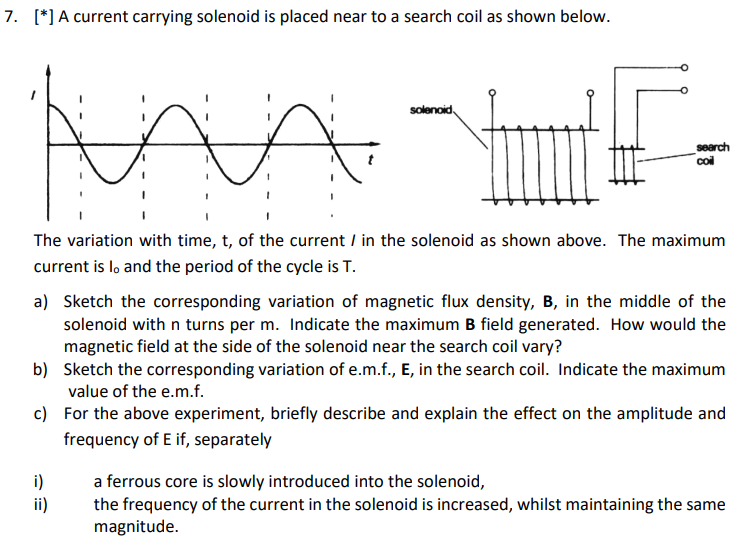 7. [*] A current carrying solenoid is placed near to a search coil as shown below.
I
t
solenoid
search
coil
The variation with time, t, of the current I in the solenoid as shown above. The maximum
current is Iₒ and the period of the cycle is T.
a) Sketch the corresponding variation of magnetic flux density, B, in the middle of the
solenoid with n turns per m. Indicate the maximum B field generated. How would the
magnetic field at the side of the solenoid near the search coil vary?
b) Sketch the corresponding variation of e.m.f., E, in the search coil. Indicate the maximum
value of the e.m.f.
c) For the above experiment, briefly describe and explain the effect on the amplitude and
frequency of E if, separately
i) a ferrous core is slowly introduced into the solenoid,
ii) the frequency of the current in the solenoid is increased, whilst maintaining the same
magnitude.